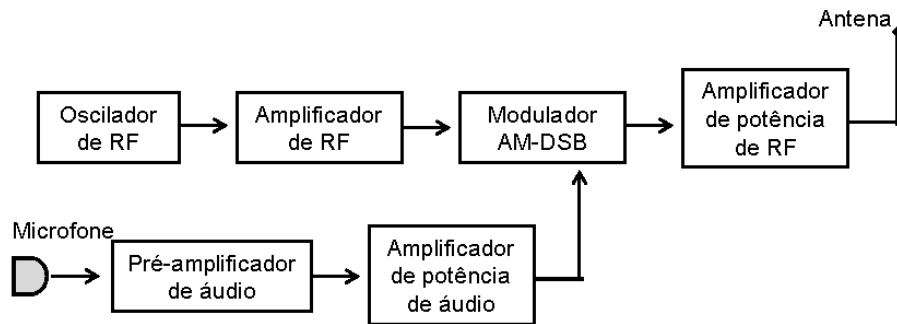 Antena
Oscilador
de RF
Amplificador
de RF
Modulador
AM-DSB
Amplificador
de potência
de RF
Microfone
Pré-amplificador
de áudio
Amplificador
de potência
de áudio